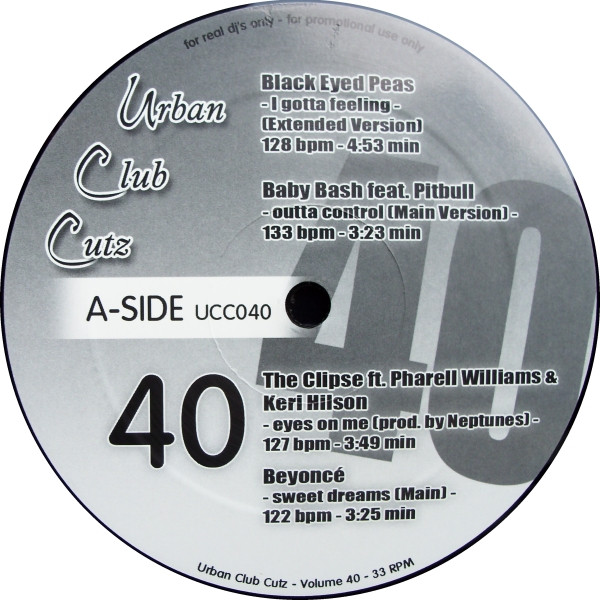 for real dj's only - for promotional use only
Urban
Club
Cutz
Black Eyed Peas
- I gotta feeling -
(Extended Version)
128 bpm - 4:53 min
Baby Bash feat. Pitbull
- outta control (Main Version) -
133 bpm - 3:23 min
A-SIDE UCC040
40
40
The Clipse ft. Pharell Williams &
Keri Hilson
- eyes on me (prod. by Neptunes) -
127 bpm - 3:49 min
Beyoncé
- sweet dreams (Main) -
122 bpm - 3:25 min
Urban Club Cutz - Volume 40 - 33 RPM